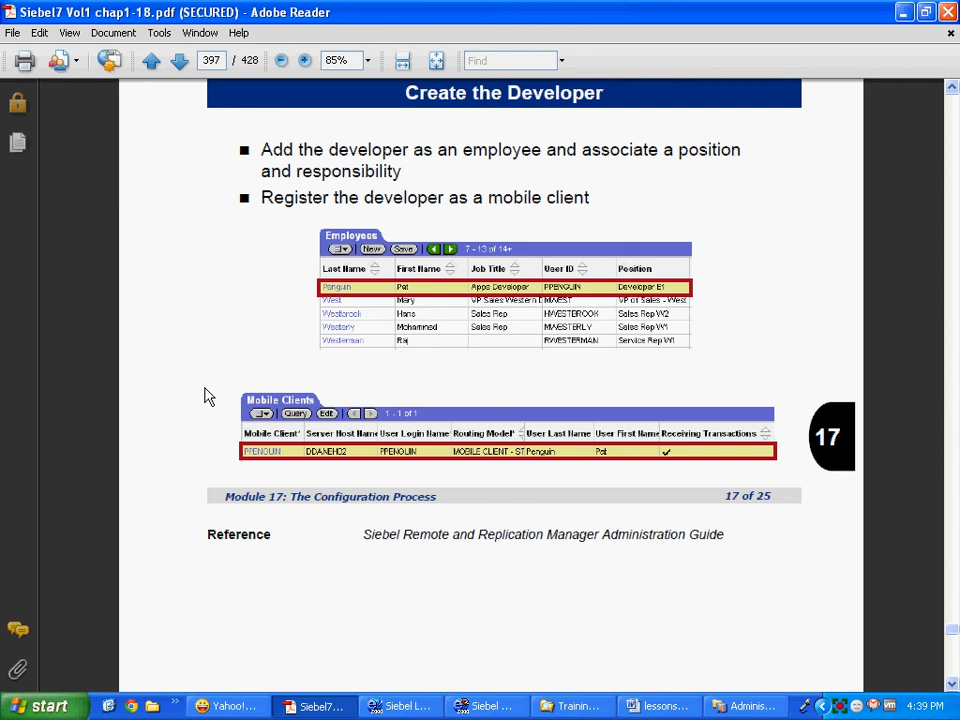 Siebel7 Vol1 chap1-18.pdf (SECURED) - Adobe Reader
File Edit View Document Tools Window Help
397 / 428 85% Find
Create the Developer
■ Add the developer as an employee and associate a position
and responsibility
■ Register the developer as a mobile client
Employees
New Save 7 - 13 of 14+
Last Name First Name Job Title User ID Position
Penguin Pat Apps Developer PPENGUIN Developer E1
West Mary VP Sales Western D MWEST VP of Sales - West
Westbrook Hans Sales Rep HWESTBROOK Sales Rep W2
Westerly Mohammed Sales Rep MWESTERLY Sales Rep W1
Westerman Raj RWESTERMAN Service Rep W1
Mobile Clients
Query Edit 1 - 1 of 1
Mobile Client* Server Host Name User Login Name Routing Model* User Last Name User First Name Receiving Transactions
PPENGUIN DDANEH02 PPENGUIN MOBILE CLIENT - ST Penguin Pat
17
Module 17: The Configuration Process 17 of 25
Reference Siebel Remote and Replication Manager Administration Guide
start Yahoo!... Siebel7... Siebel L... Siebel ... Trainin... lessons... Adminis... 4:39 PM